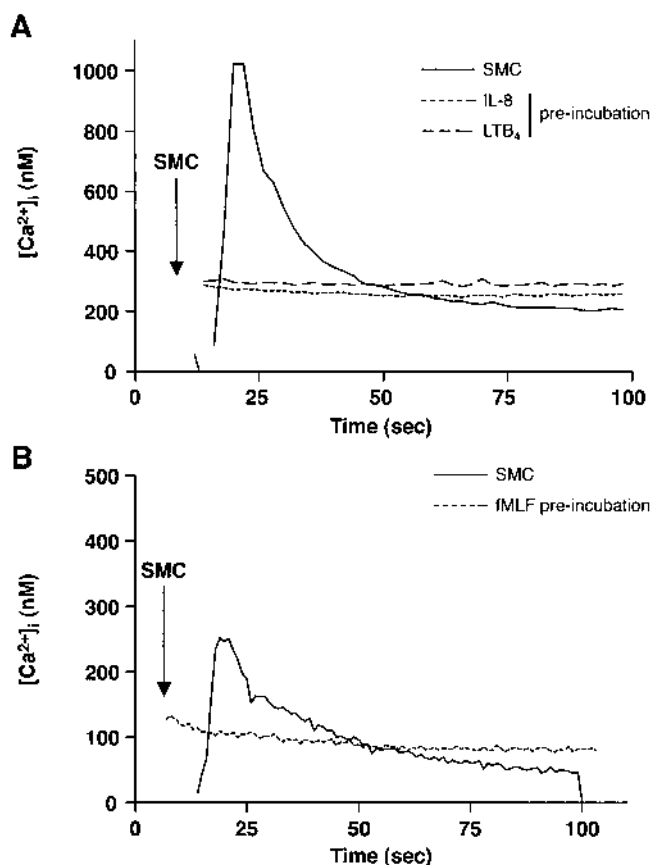 A
1000
800
600
400
200
0
[Ca²⁺]ᵢ (nM)
SMC
SMC
IL-8
LTB₄
pre-incubation
0 25 50 75 100
Time (sec)
B
500
400
300
200
100
0
[Ca²⁺]ᵢ (nM)
SMC
SMC
fMLF pre-incubation
0 25 50 75 100
Time (sec)